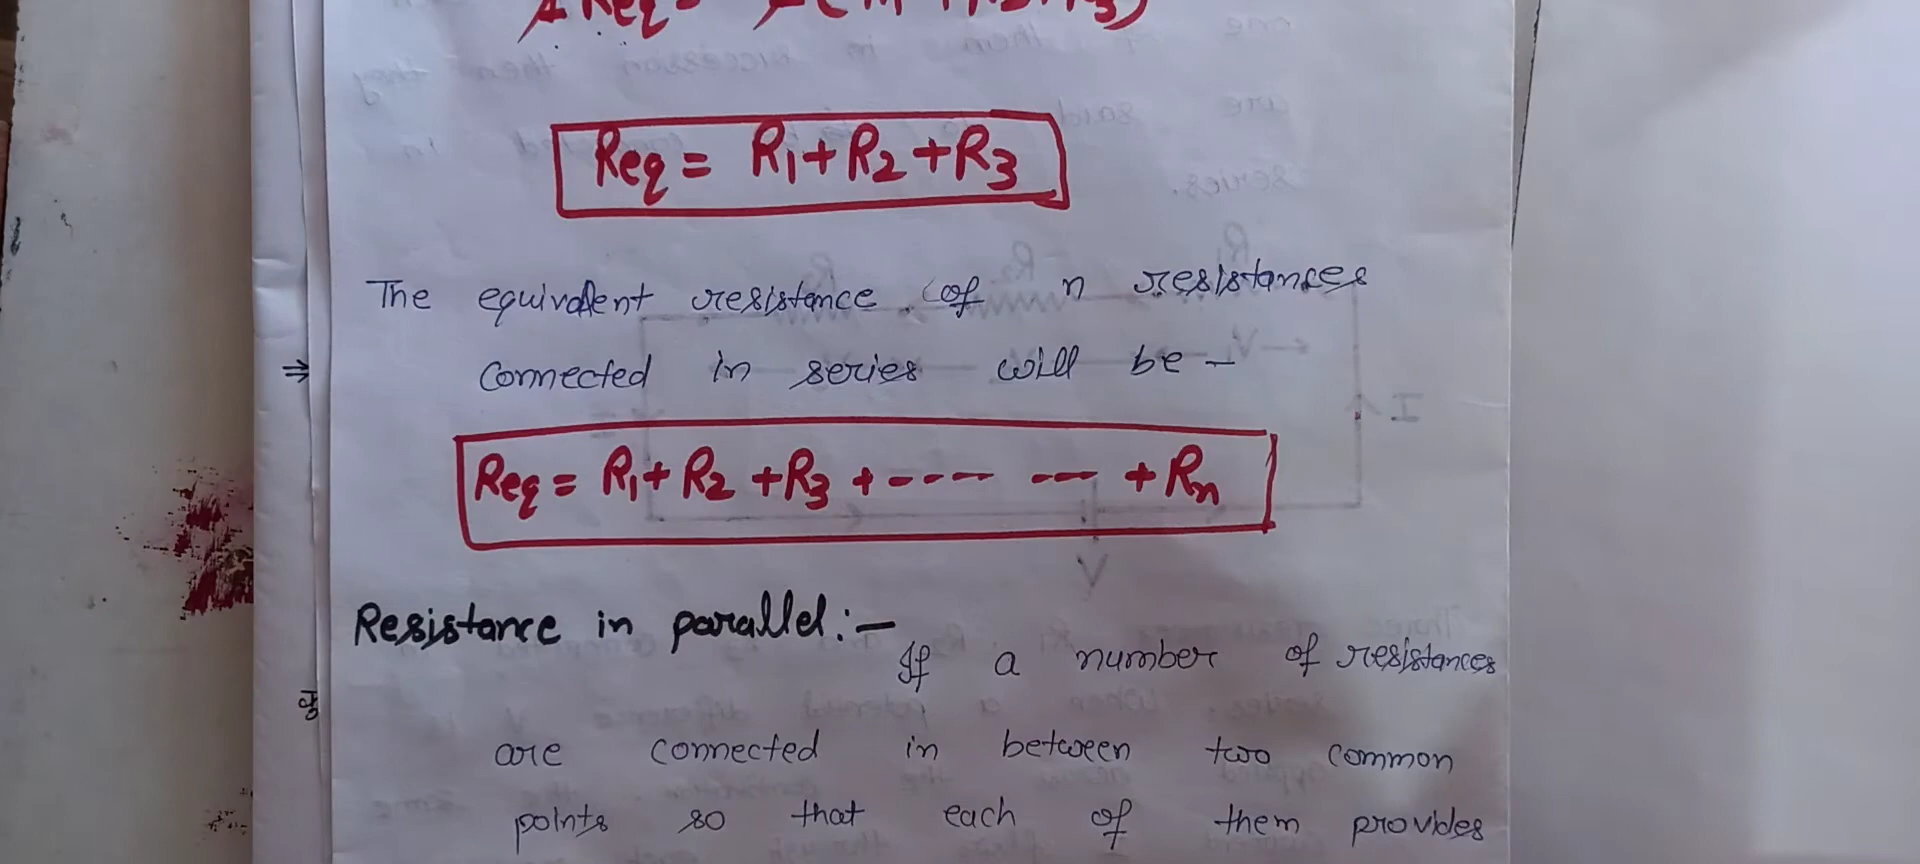 Req = R1+R2+R3
The equivalent resistance of n resistances
connected in series will be –
Req = R1+ R2 +R3 + ---- --- + Rn
Resistance in parallel:–
If a number of resistances
are connected in between two common
points so that each of them provides